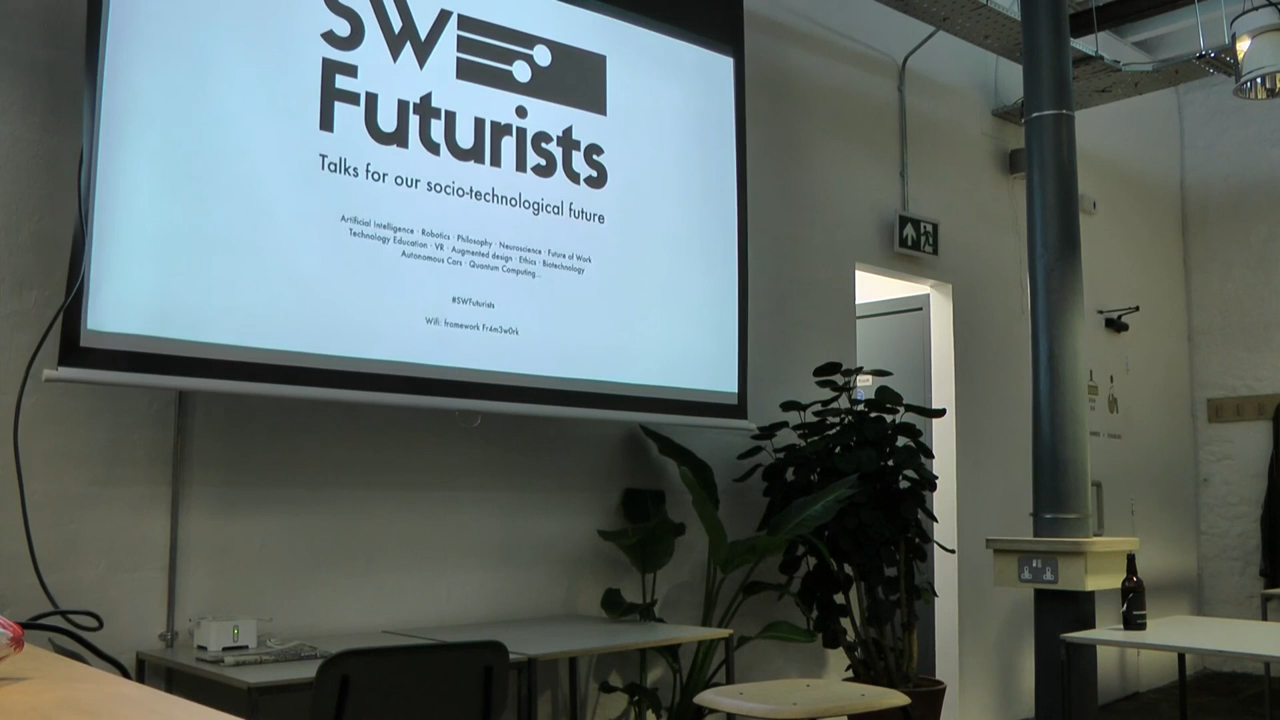 SW
Futurists
Talks for our socio-technological future
Artificial Intelligence · Robotics · Philosophy · Neuroscience · Future of Work
Technology Education · VR · Augmented design · Ethics · Biotechnology
Autonomous Cars · Quantum Computing...
#SWFuturists
Wifi: framework Fr4m3w0rk